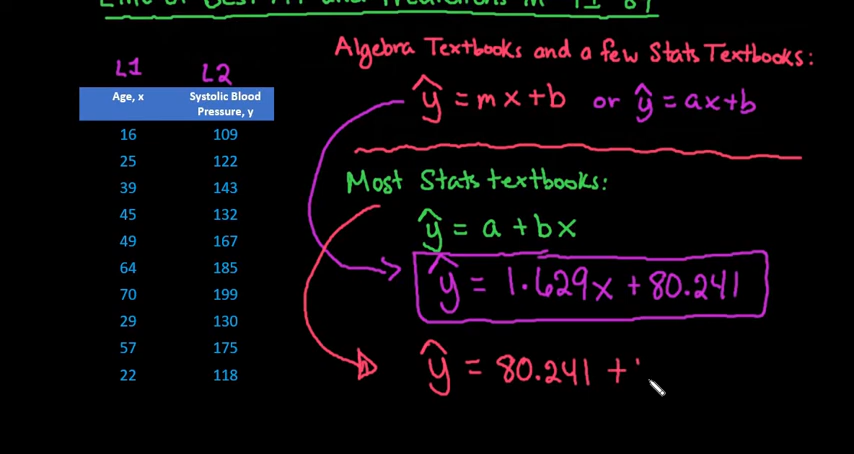 Algebra Textbooks and a few Stats Textbooks:
L1 L2
Age, x Systolic Blood Pressure, y
16 109
25 122
39 143
45 132
49 167
64 185
70 199
29 130
57 175
22 118
ŷ = mx + b or ŷ = ax + b
Most Stats textbooks:
ŷ = a + bx
ŷ = 1.629x + 80.241
ŷ = 80.241 +